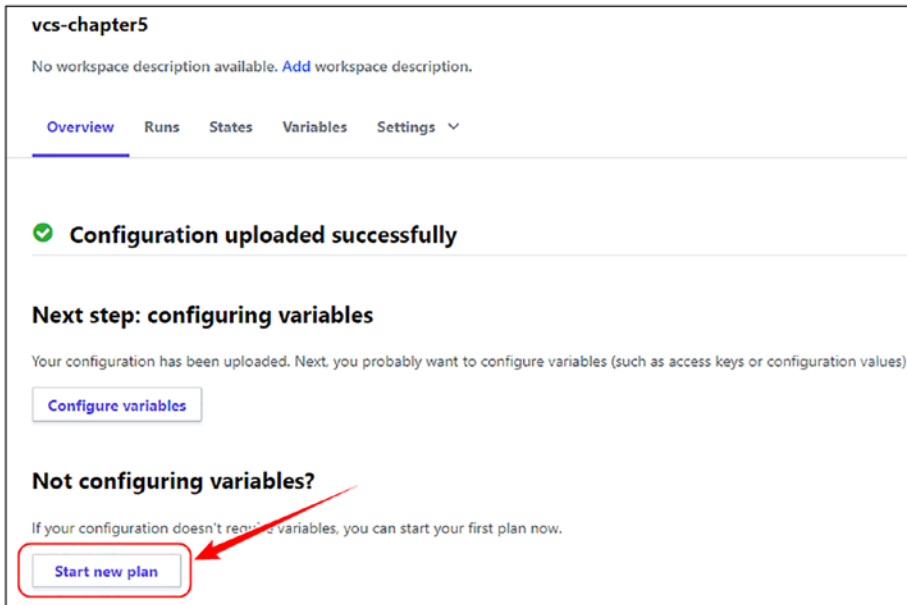 vcs-chapter5
No workspace description available. Add workspace description.
Overview Runs States Variables Settings
Configuration uploaded successfully
Next step: configuring variables
Your configuration has been uploaded. Next, you probably want to configure variables (such as access keys or configuration values)
Configure variables
Not configuring variables?
If your configuration doesn't require variables, you can start your first plan now.
Start new plan